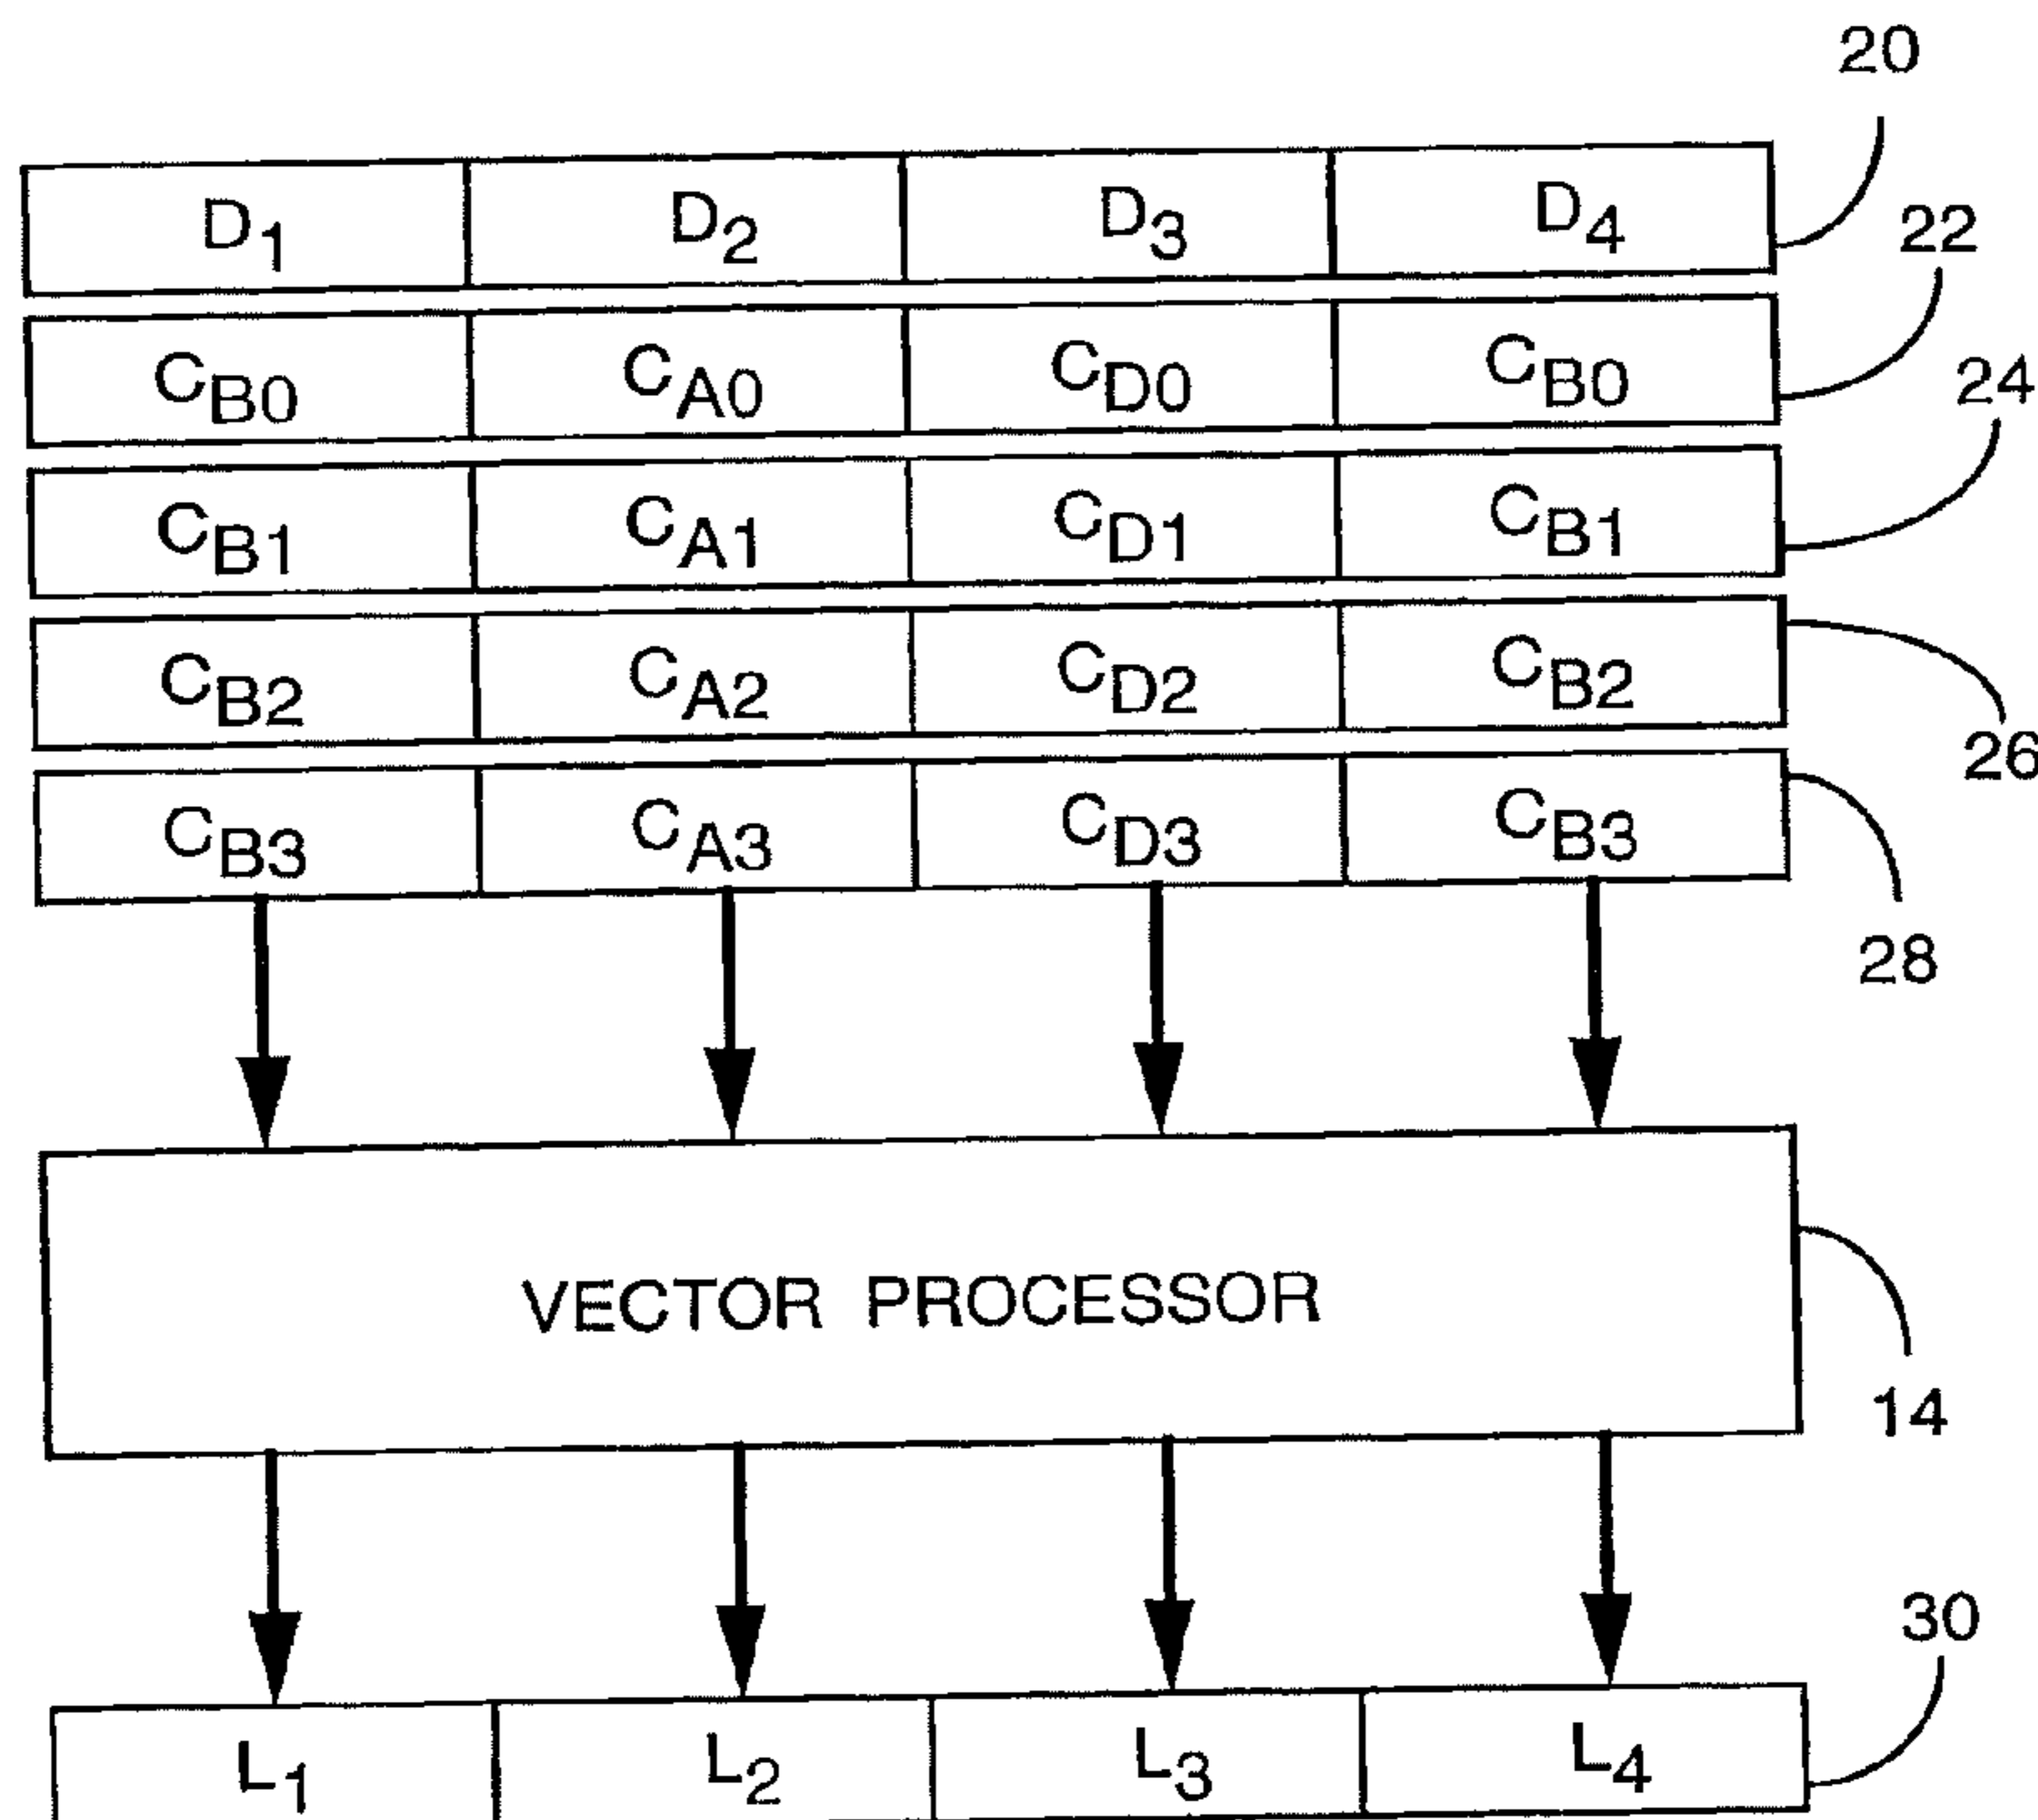 20
D1 D2 D3 D4
22
CB0 CA0 CD0 CB0
24
CB1 CA1 CD1 CB1
CB2 CA2 CD2 CB2
26
CB3 CA3 CD3 CB3
28
VECTOR PROCESSOR
14
30
L1 L2 L3 L4